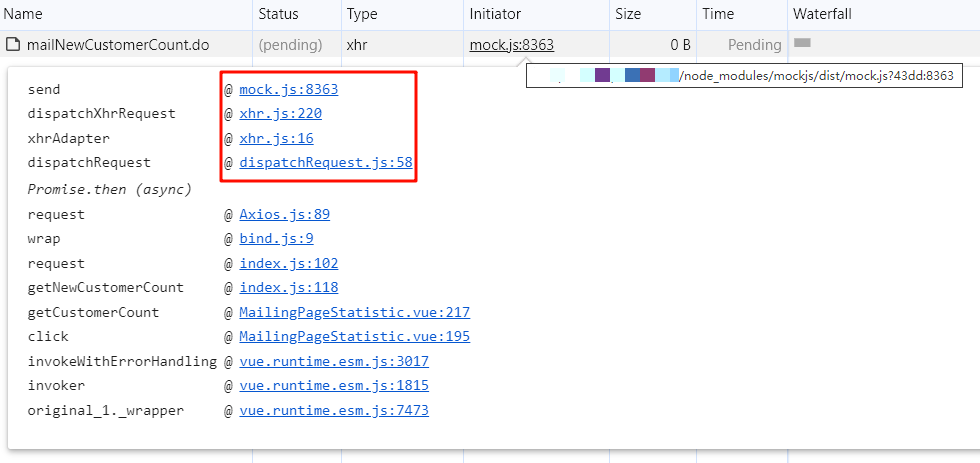 Name Status Type Initiator Size Time Waterfall
mailNewCustomerCount.do (pending) xhr mock.js:8363 0 B Pending
/node_modules/mockjs/dist/mock.js?43dd:8363
send @ mock.js:8363
dispatchXhrRequest @ xhr.js:220
xhrAdapter @ xhr.js:16
dispatchRequest @ dispatchRequest.js:58
Promise.then (async)
request @ Axios.js:89
wrap @ bind.js:9
request @ index.js:102
getNewCustomerCount @ index.js:118
getCustomerCount @ MailingPageStatistic.vue:217
click @ MailingPageStatistic.vue:195
invokeWithErrorHandling @ vue.runtime.esm.js:3017
invoker @ vue.runtime.esm.js:1815
original_1._wrapper @ vue.runtime.esm.js:7473